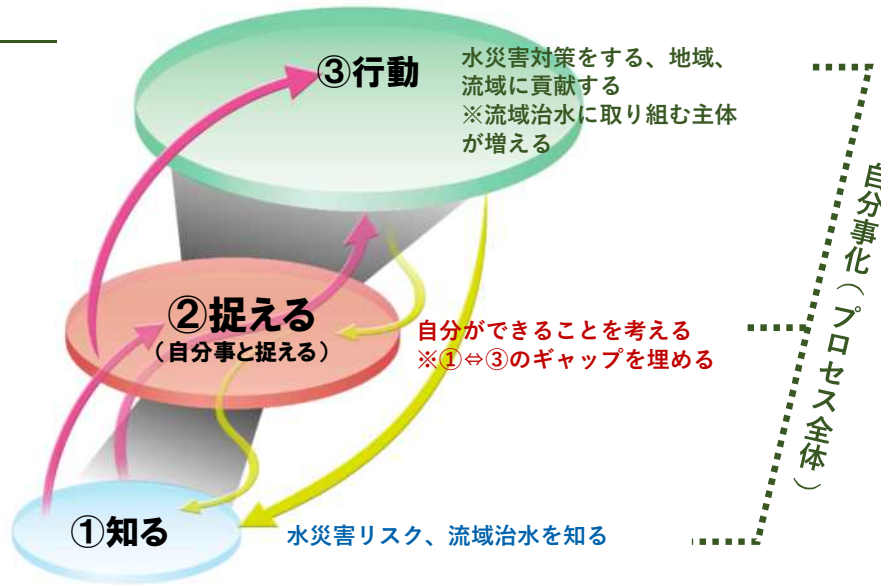 ③行動
水災害対策をする、地域、
流域に貢献する
※流域治水に取り組む主体
が増える
②捉える
(自分事と捉える)
自分ができることを考える
※①⇔③のギャップを埋める
①知る
水災害リスク、流域治水を知る
自分事化(プロセス全体)